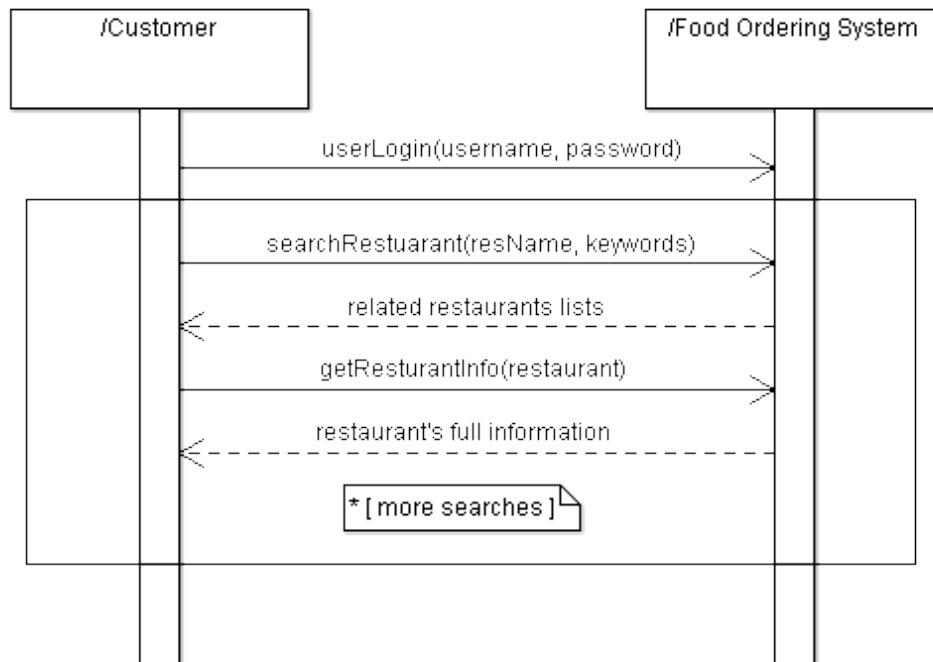 /Customer
/Food Ordering System
userLogin(username, password)
searchRestuarant(resName, keywords)
related restaurants lists
getResturantInfo(restaurant)
restaurant's full information
* [ more searches ]